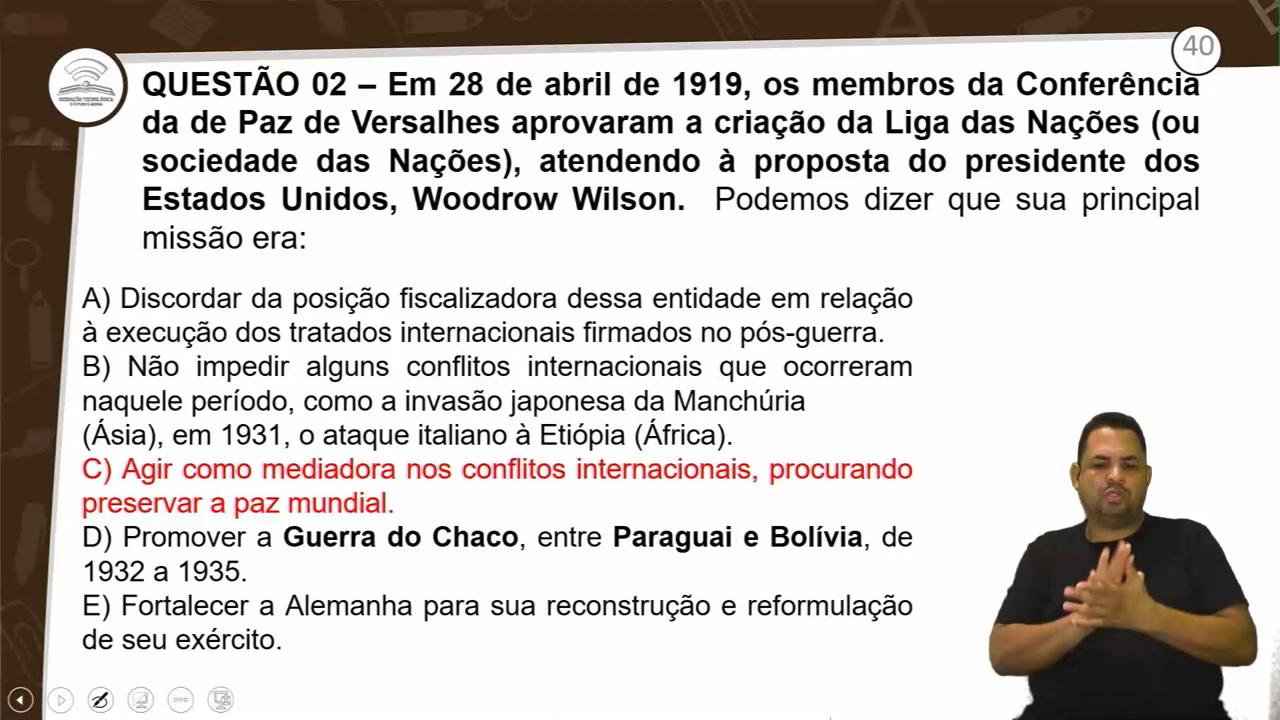 40
QUESTÃO 02 – Em 28 de abril de 1919, os membros da Conferência
da de Paz de Versalhes aprovaram a criação da Liga das Nações (ou
sociedade das Nações), atendendo à proposta do presidente dos
Estados Unidos, Woodrow Wilson. Podemos dizer que sua principal
missão era:
A) Discordar da posição fiscalizadora dessa entidade em relação
à execução dos tratados internacionais firmados no pós-guerra.
B) Não impedir alguns conflitos internacionais que ocorreram
naquele período, como a invasão japonesa da Manchúria
(Ásia), em 1931, o ataque italiano à Etiópia (África).
C) Agir como mediadora nos conflitos internacionais, procurando
preservar a paz mundial.
D) Promover a Guerra do Chaco, entre Paraguai e Bolívia, de
1932 a 1935.
E) Fortalecer a Alemanha para sua reconstrução e reformulação
de seu exército.